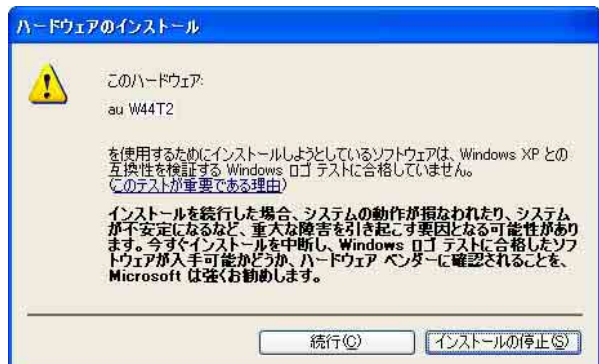 ハードウェアのインストール
このハードウェア:
au W44T2
を使用するためにインストールしようとしているソフトウェアは、Windows XP との
互換性を検証する Windows ロゴ テストに合格していません。
(このテストが重要である理由)
インストールを続行した場合、システムの動作が損なわれたり、システム
が不安定になるなど、重大な障害を引き起こす要因となる可能性があり
ます。今すぐインストールを中断し、Windows ロゴ テストに合格したソフ
トウェアが入手可能かどうか、ハードウェア ベンダーに確認されることを、
Microsoft は強くお勧めします。
続行(C) インストールの停止(S)